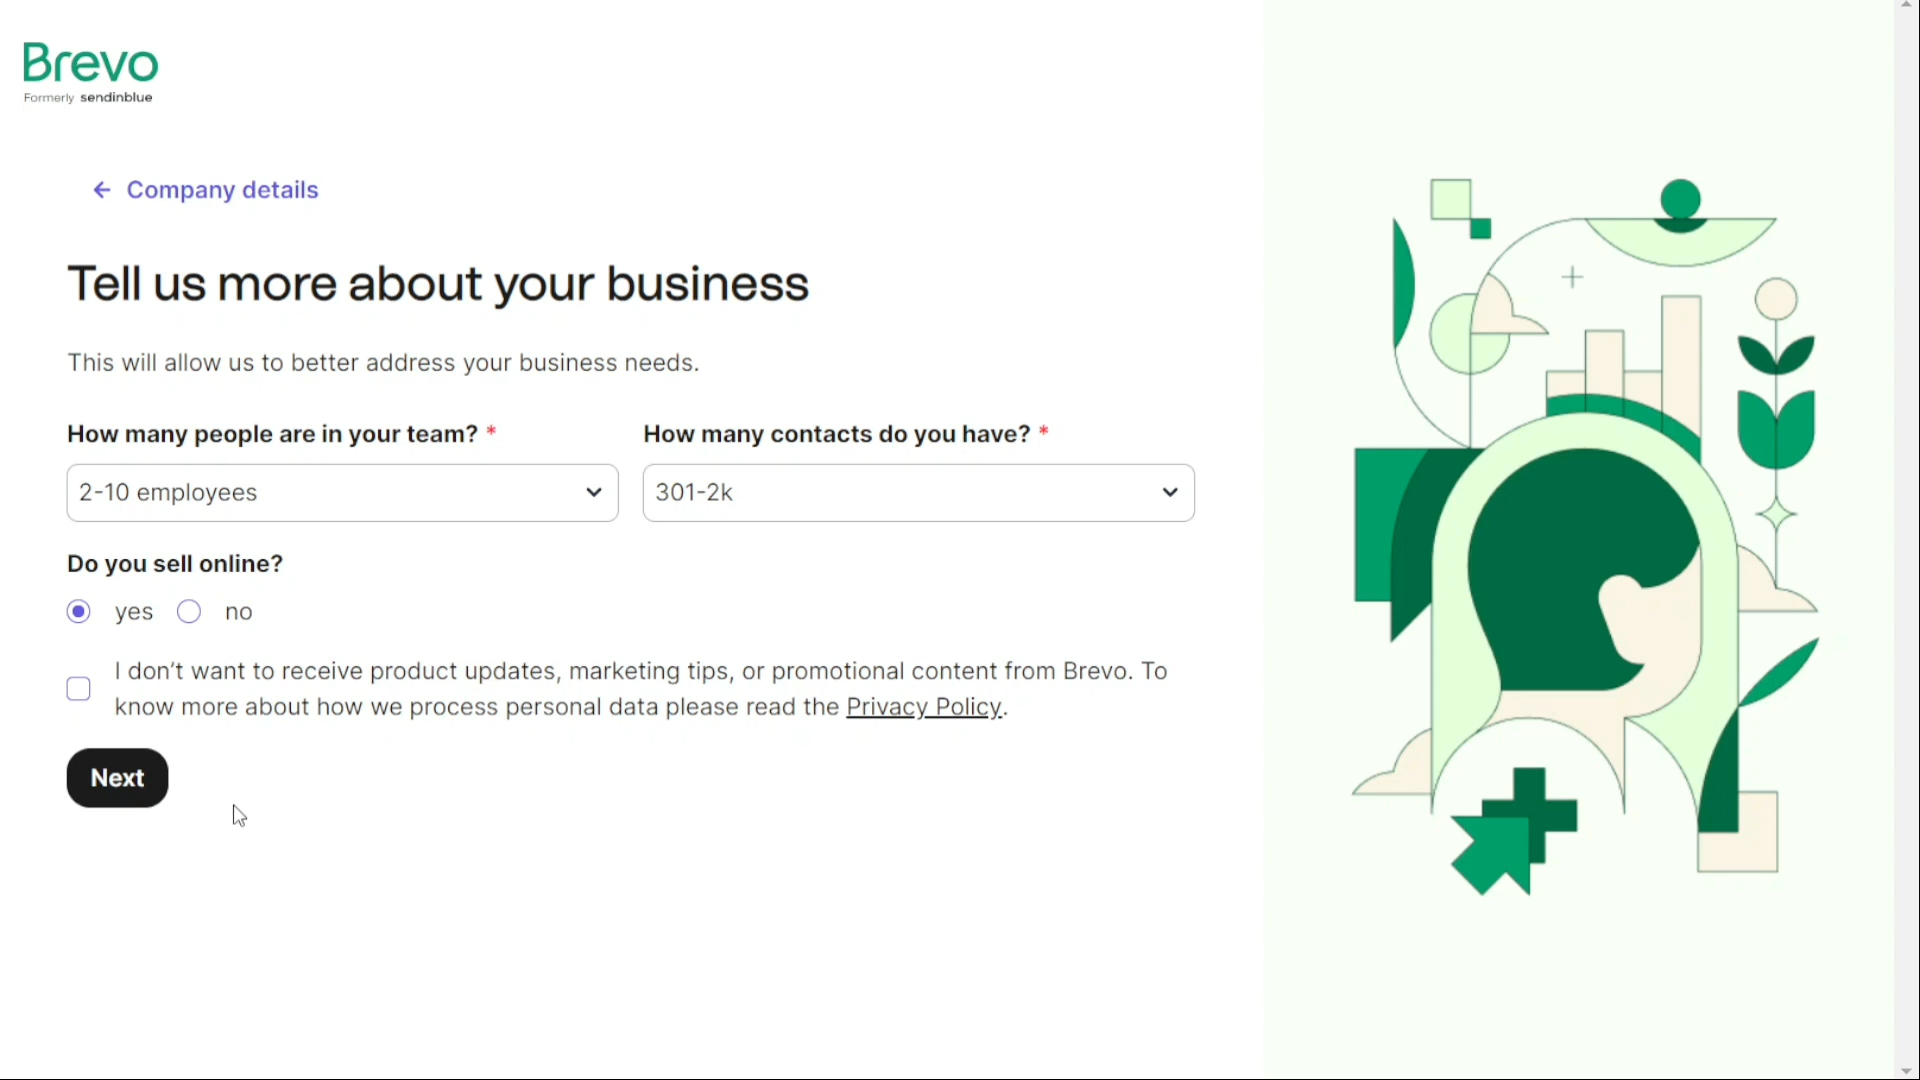 Brevo
Formerly sendinblue
← Company details
Tell us more about your business
This will allow us to better address your business needs.
How many people are in your team? *
How many contacts do you have? *
2-10 employees
301-2k
Do you sell online?
yes
no
I don’t want to receive product updates, marketing tips, or promotional content from Brevo. To
know more about how we process personal data please read the Privacy Policy.
Next